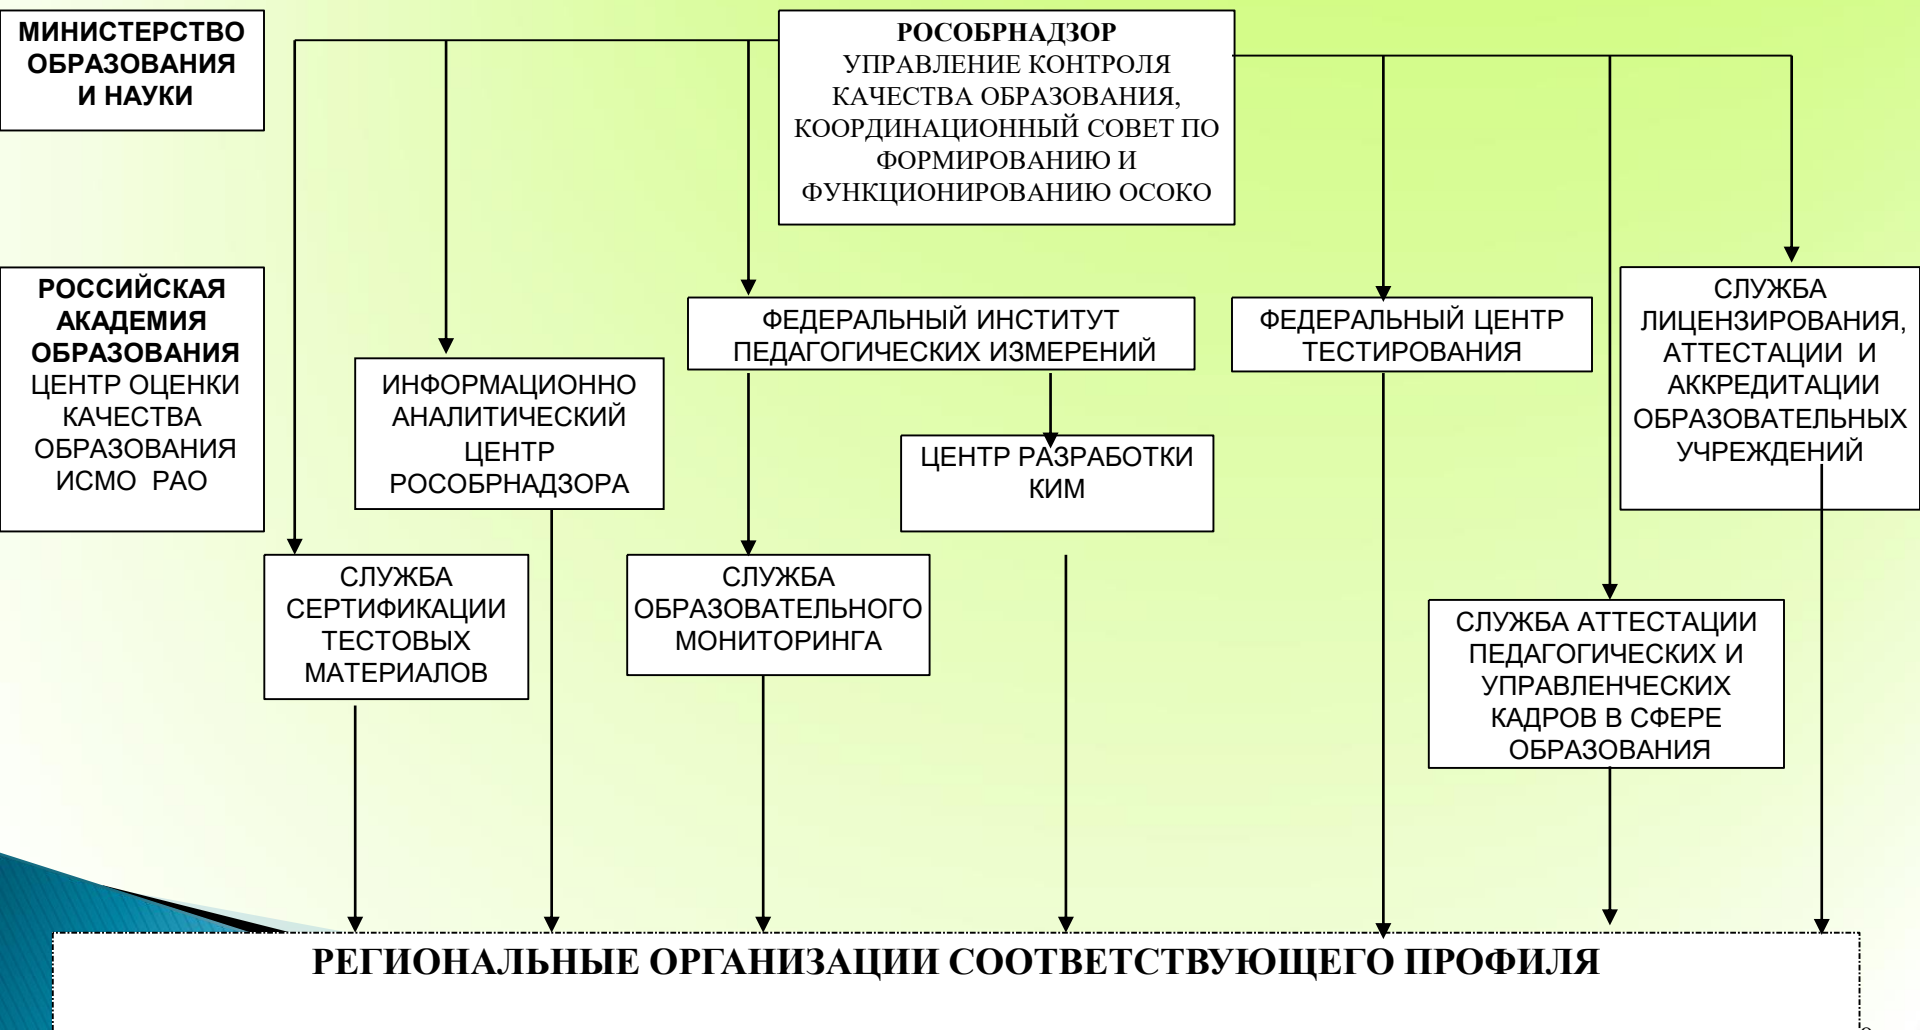 МИНИСТЕРСТВО
ОБРАЗОВАНИЯ
И НАУКИ
РОСОБРНАДЗОР
УПРАВЛЕНИЕ КОНТРОЛЯ
КАЧЕСТВА ОБРАЗОВАНИЯ,
КООРДИНАЦИОННЫЙ СОВЕТ ПО
ФОРМИРОВАНИЮ И
ФУНКЦИОНИРОВАНИЮ ОСОКО
РОССИЙСКАЯ
АКАДЕМИЯ
ОБРАЗОВАНИЯ
ЦЕНТР ОЦЕНКИ
КАЧЕСТВА
ОБРАЗОВАНИЯ
ИСМО РАО
ИНФОРМАЦИОННО
АНАЛИТИЧЕСКИЙ
ЦЕНТР
РОСОБРНАДЗОРА
ФЕДЕРАЛЬНЫЙ ИНСТИТУТ
ПЕДАГОГИЧЕСКИХ ИЗМЕРЕНИЙ
ФЕДЕРАЛЬНЫЙ ЦЕНТР
ТЕСТИРОВАНИЯ
СЛУЖБА
ЛИЦЕНЗИРОВАНИЯ,
АТТЕСТАЦИИ И
АККРЕДИТАЦИИ
ОБРАЗОВАТЕЛЬНЫХ
УЧРЕЖДЕНИЙ
ЦЕНТР РАЗРАБОТКИ
КИМ
СЛУЖБА
СЕРТИФИКАЦИИ
ТЕСТОВЫХ
МАТЕРИАЛОВ
СЛУЖБА
ОБРАЗОВАТЕЛЬНОГО
МОНИТОРИНГА
СЛУЖБА АТТЕСТАЦИИ
ПЕДАГОГИЧЕСКИХ И
УПРАВЛЕНЧЕСКИХ
КАДРОВ В СФЕРЕ
ОБРАЗОВАНИЯ
РЕГИОНАЛЬНЫЕ ОРГАНИЗАЦИИ СООТВЕТСТВУЮЩЕГО ПРОФИЛЯ